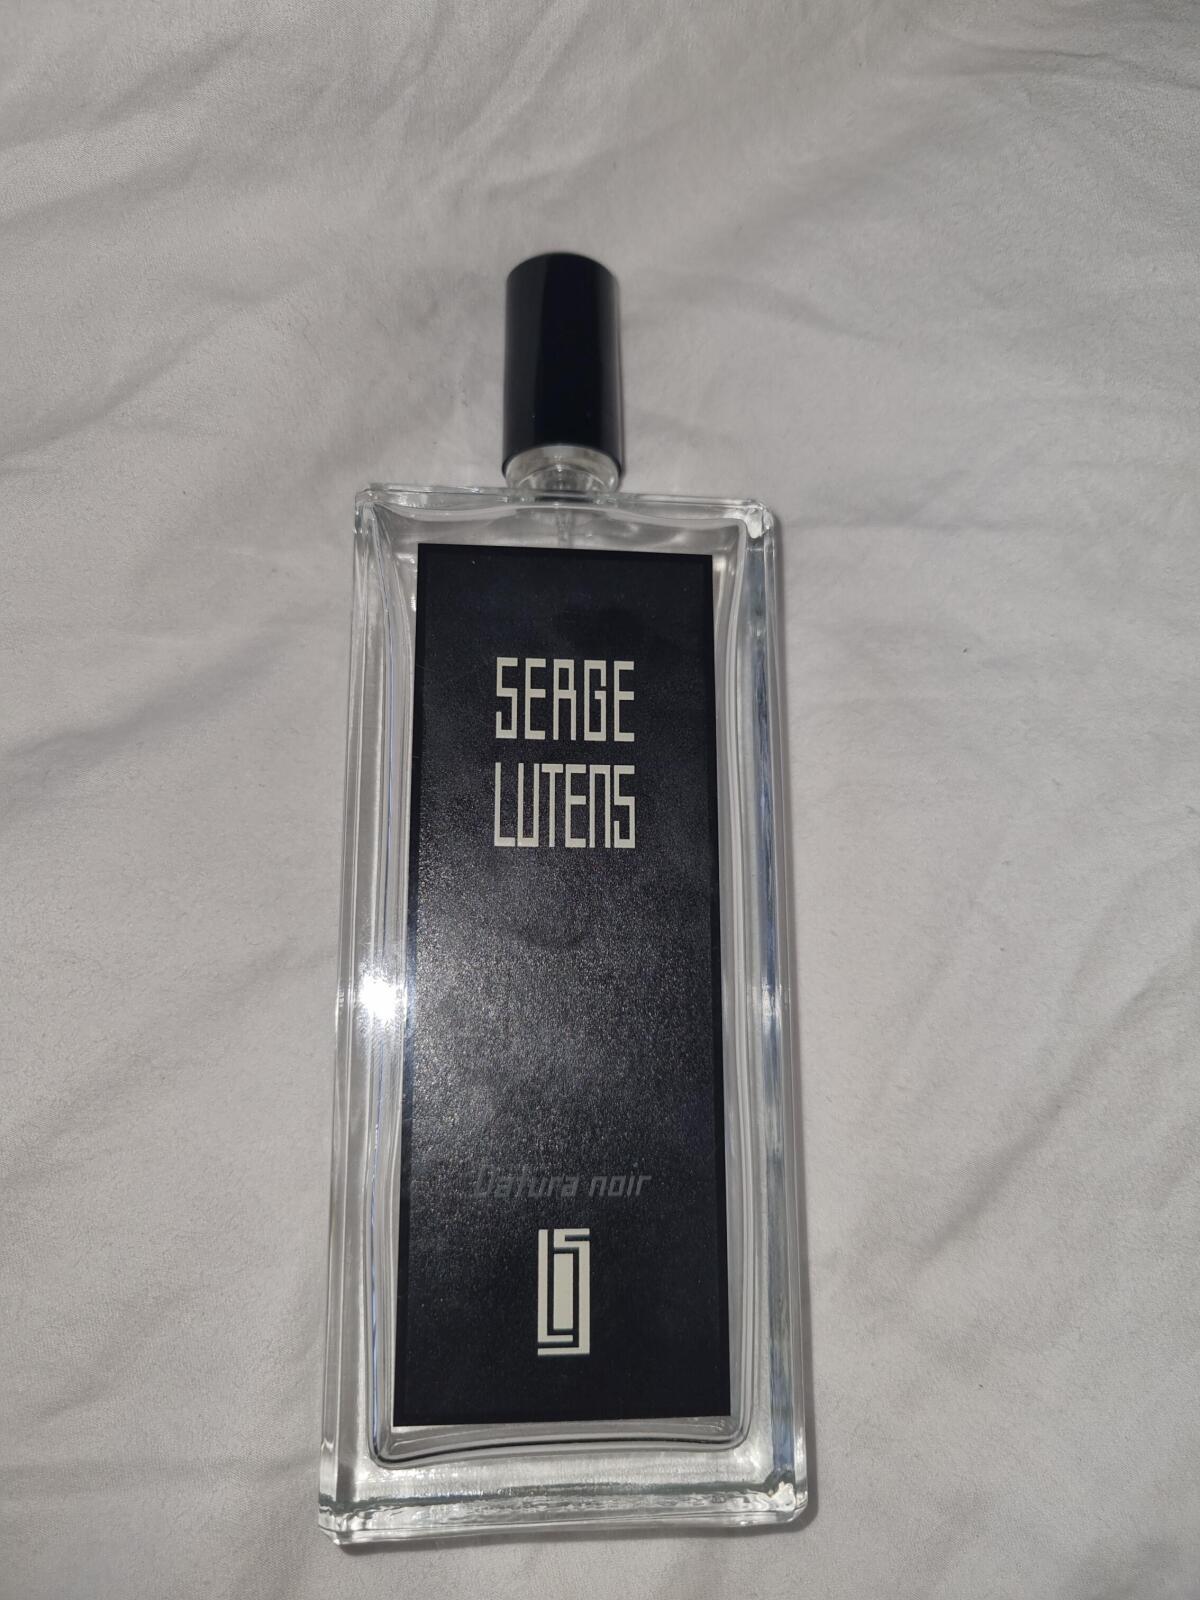 SERGE
LUTENS
Datura noir